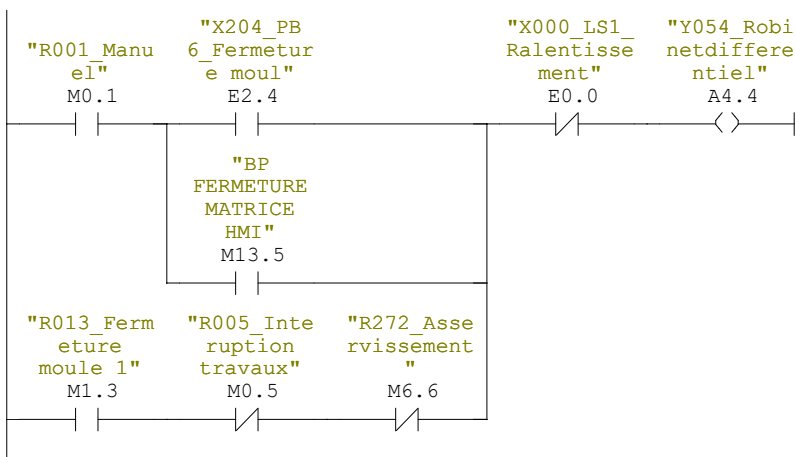 "R001_Manu
el"
M0.1
"X204_PB
6_Fermetur
e moul"
E2.4
"X000_LS1_
Ralentisse
ment"
E0.0
"Y054_Robi
netdiffere
ntiel"
A4.4
"BP
FERMETURE
MATRICE
HMI"
M13.5
"R013_Ferm
eture
moule 1"
M1.3
"R005_Inte
ruption
travaux"
M0.5
"R272_Asse
rvissement
"
M6.6